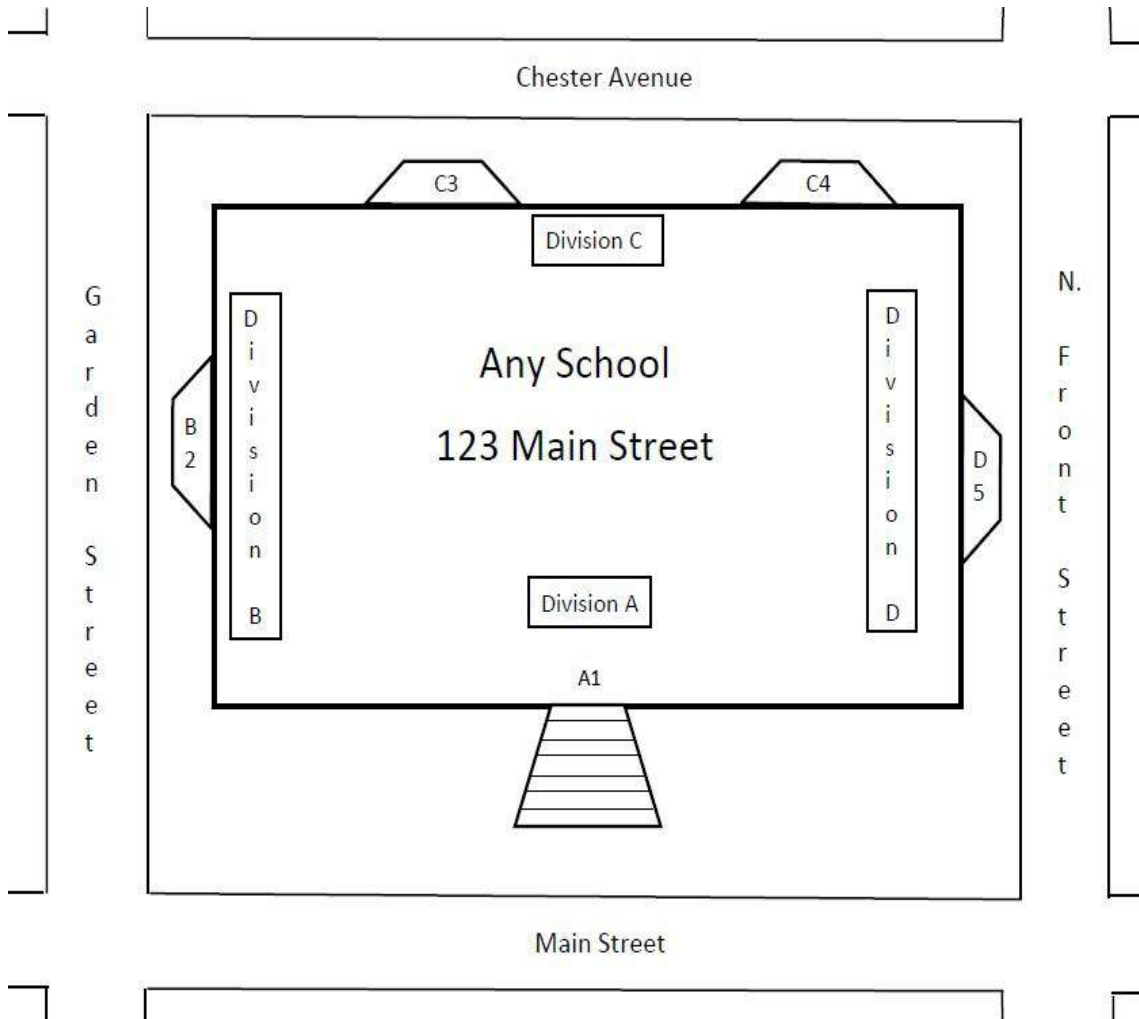 Chester Avenue
C3
C4
Division C
Garden Street
N. Front Street
Division B
Division D
Any School
123 Main Street
B2
D5
Division A
A1
Main Street